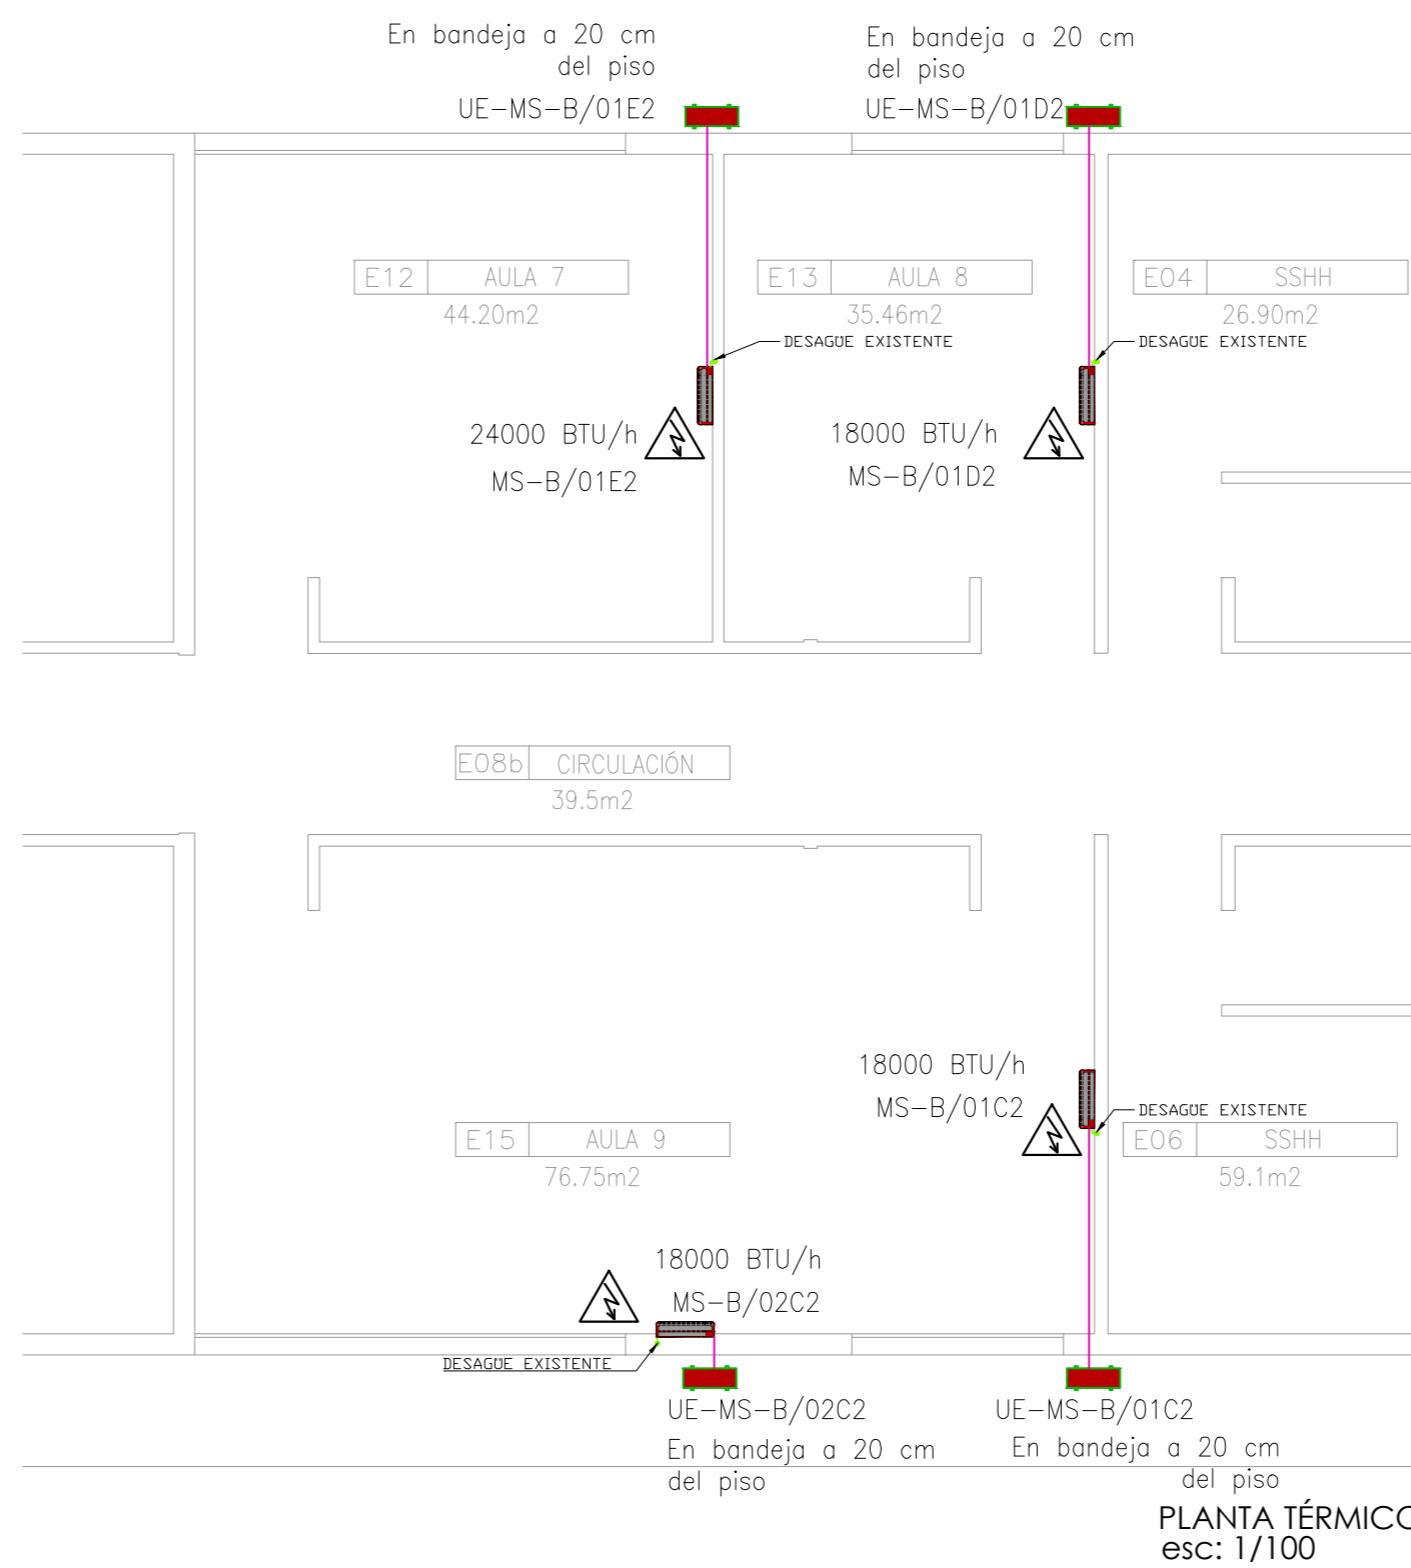 En bandeja a 20 cm
del piso
UE-MS-B/01E2
En bandeja a 20 cm
del piso
UE-MS-B/01D2
E12 AULA 7
44.20m2
E13 AULA 8
35.46m2
E04 SSHH
26.90m2
DESAGÜE EXISTENTE
DESAGÜE EXISTENTE
24000 BTU/h
MS-B/01E2
18000 BTU/h
MS-B/01D2
E08b CIRCULACIÓN
39.5m2
18000 BTU/h
MS-B/01C2
DESAGÜE EXISTENTE
E15 AULA 9
76.75m2
E06 SSHH
59.1m2
18000 BTU/h
MS-B/02C2
DESAGÜE EXISTENTE
UE-MS-B/02C2
En bandeja a 20 cm
del piso
UE-MS-B/01C2
En bandeja a 20 cm
del piso
PLANTA TÉRMICO
esc: 1/100